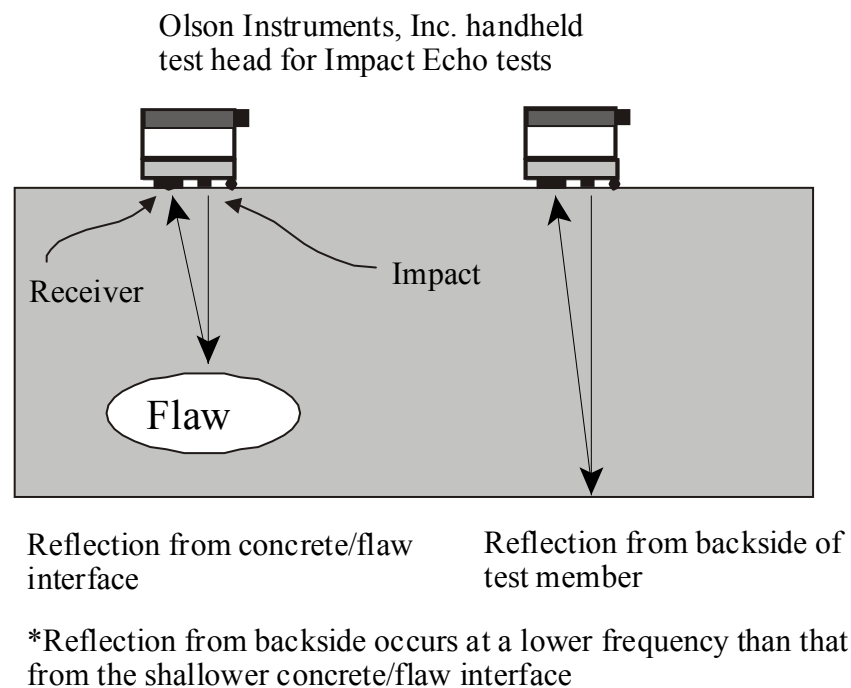 Olson Instruments, Inc. handheld
test head for Impact Echo tests
Receiver
Impact
Flaw
Reflection from concrete/flaw
interface
Reflection from backside of
test member
*Reflection from backside occurs at a lower frequency than that
from the shallower concrete/flaw interface